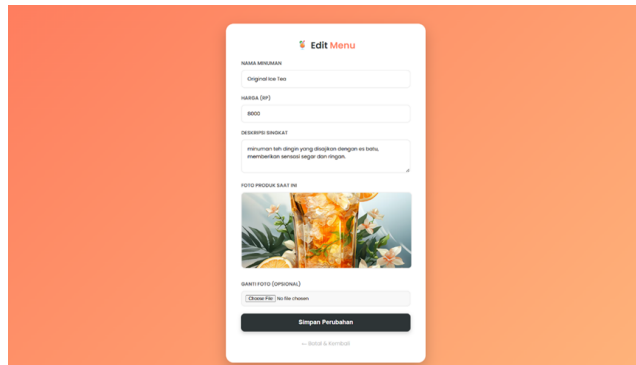 Edit Menu
NAMA MINUMAN
Original Ice Tea
HARGA (RP)
8000
DESKRIPSI SINGKAT
minuman teh dingin yang disajikan dengan es batu,
memberikan sensasi segar dan ringan.
FOTO PRODUK SAAT INI
GANTI FOTO (OPSIONAL)
Choose File No file chosen
Simpan Perubahan
← Batal & Kembali